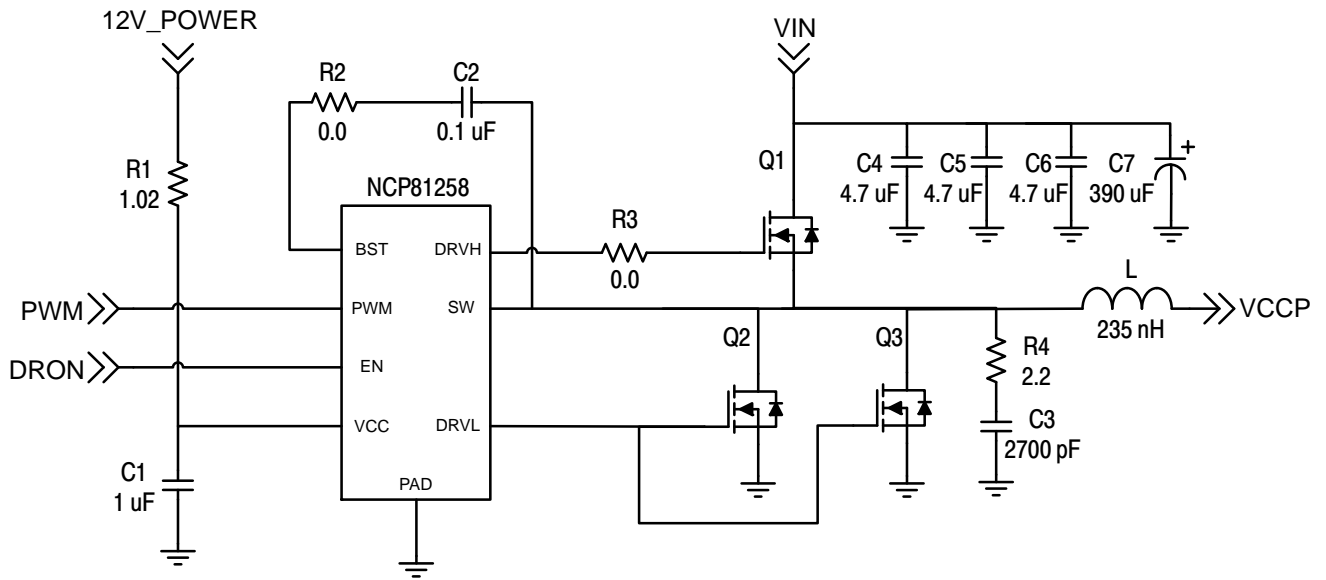 12V_POWER
VIN
R2
0.0
C2
0.1 uF
R1
1.02
NCP81258
Q1
C4
4.7 uF
C5
4.7 uF
C6
4.7 uF
C7
390 uF
+
R3
0.0
BST
DRVH
PWM
PWM
SW
L
235 nH
VCCP
DRON
EN
Q2
Q3
R4
2.2
VCC
DRVL
C3
2700 pF
C1
1 uF
PAD